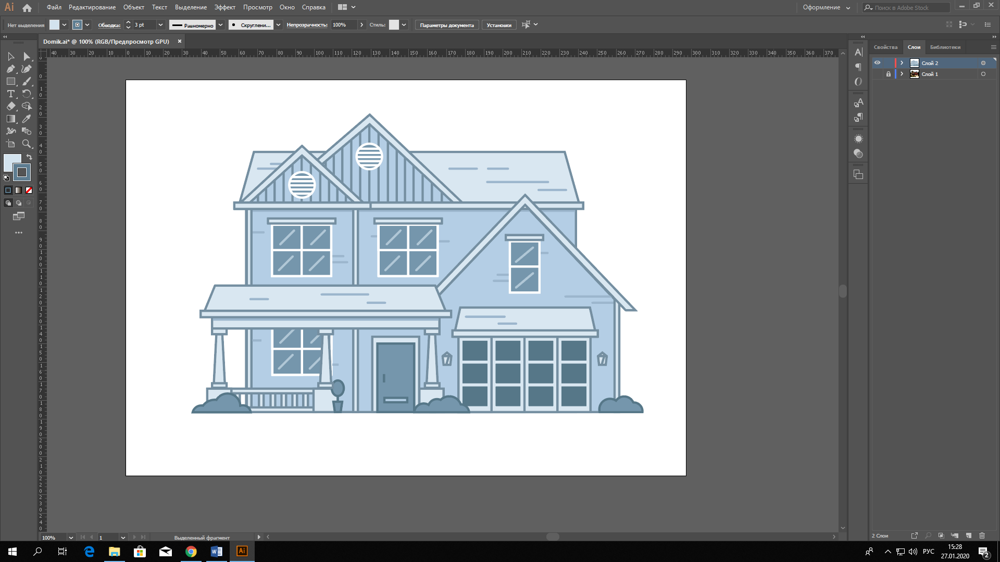 Ai Файл Редактирование Объект Текст Выделение Эффект Просмотр Окно Справка Оформление Поиск в Adobe Stock
Нет выделения Обводка: 3 pt Равномерно Скруглени... Непрозрачность: 100% Стиль: Параметры документа Установки
Domik.ai* @ 100% (RGB/Предпросмотр GPU)
40 30 20 10 0 10 20 30 40 50 60 70 80 90 100 110 120 130 140 150 160 170 180 190 200 210 220 230 240 250 260 270 280 290 300 310 320 330 340 350 360 370
Свойства Слои Библиотеки
Слой 2
Слой 1
2 Слои
100% 1 Выделенный фрагмент
РУС
15:28
27.01.2020
2